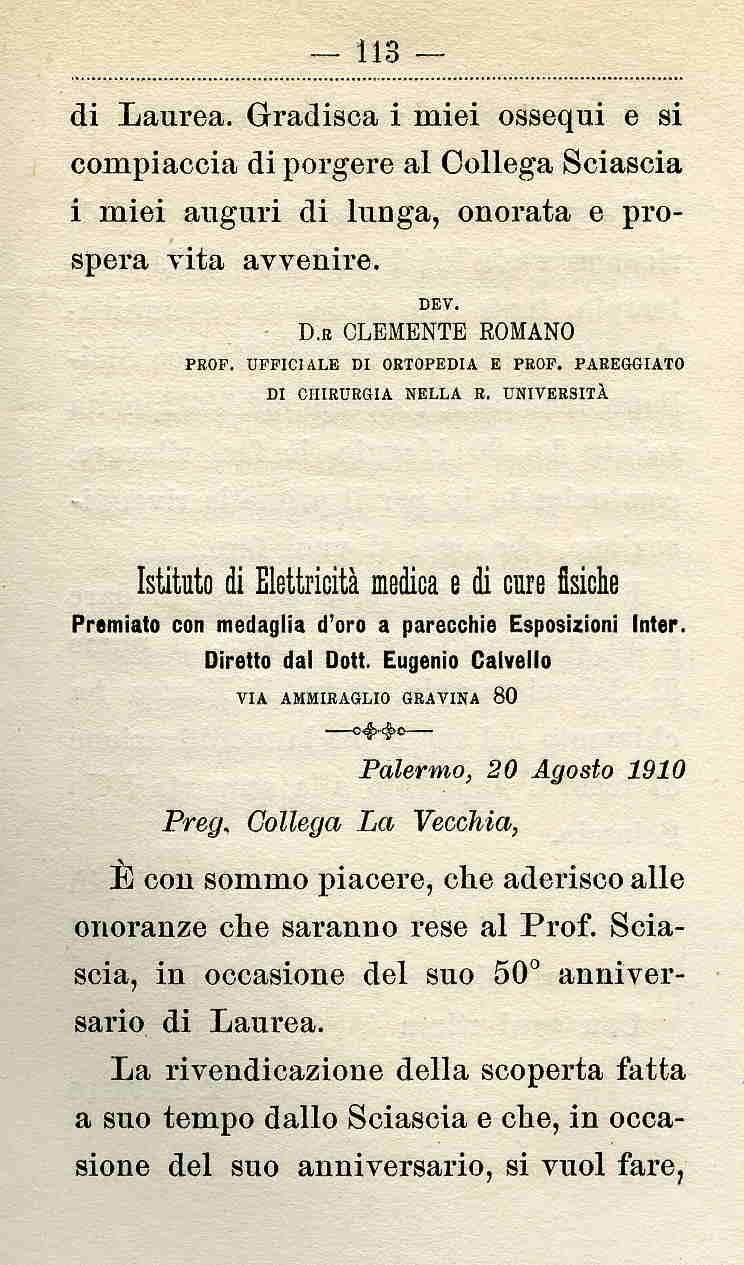 — 113 —
di Laurea. Gradisca i miei ossequi e si
compiaccia di porgere al Collega Sciascia
i miei auguri di lunga, onorata e pro-
spera vita avvenire.
DEV.
D.R CLEMENTE ROMANO
PROF. UFFICIALE DI ORTOPEDIA E PROF. PAREGGIATO
DI CHIRURGIA NELLA R. UNIVERSITÀ
Istituto di Elettricità medica e di cure fisiche
Premiato con medaglia d'oro a parecchie Esposizioni Inter.
Diretto dal Dott. Eugenio Calvello
VIA AMMIRAGLIO GRAVINA 80
Palermo, 20 Agosto 1910
Preg. Collega La Vecchia,
È con sommo piacere, che aderisco alle
onoranze che saranno rese al Prof. Scia-
scia, in occasione del suo 50° anniver-
sario di Laurea.
La rivendicazione della scoperta fatta
a suo tempo dallo Sciascia e che, in occa-
sione del suo anniversario, si vuol fare,